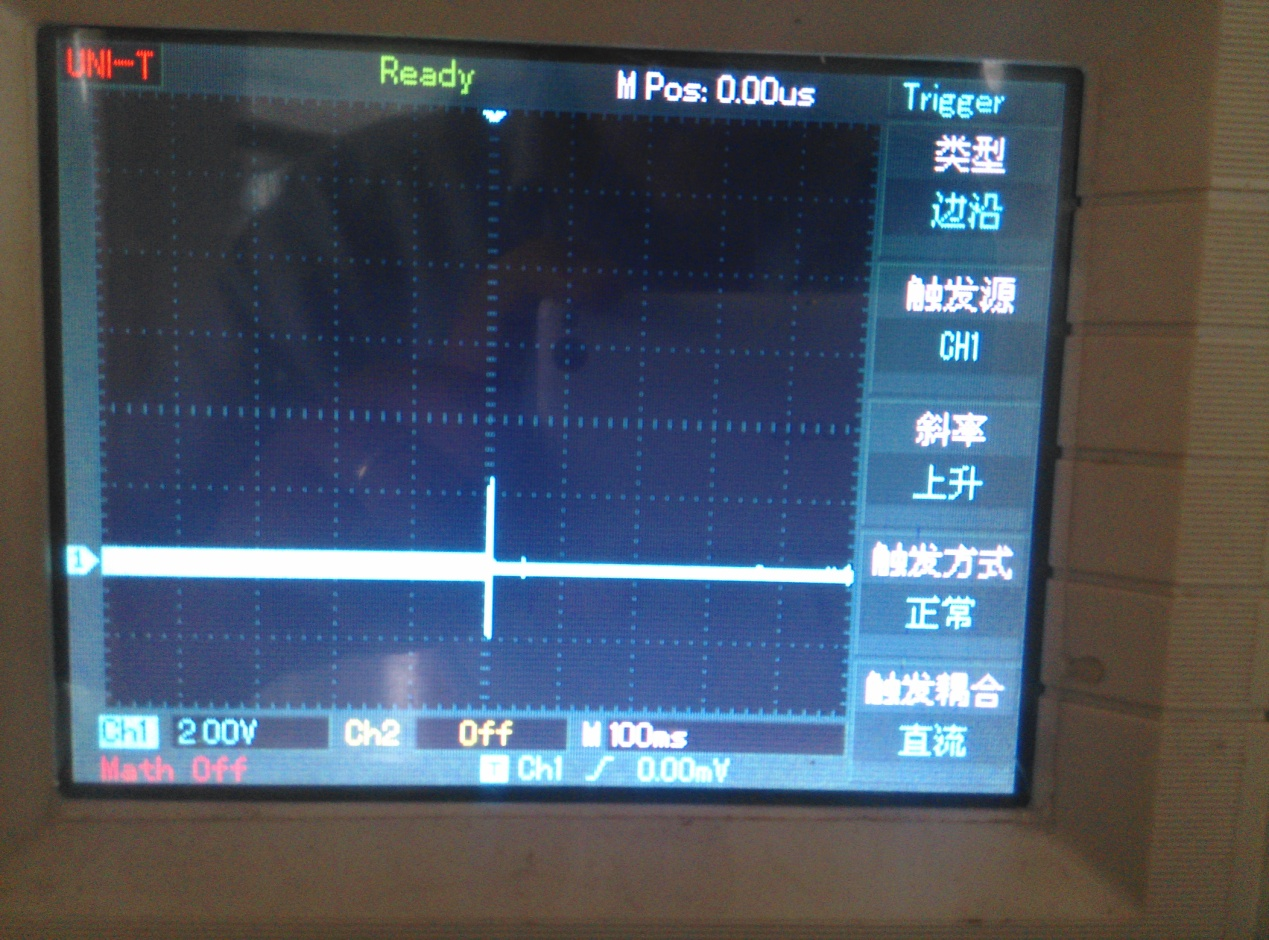 UNI-T Ready M Pos: 0.00us Trigger
类型
边沿
触发源
CH1
斜率
上升
触发方式
正常
触发耦合
直流
1
Ch1 2.00V Ch2 Off M 100ms
Math Off T Ch1 0.00mV